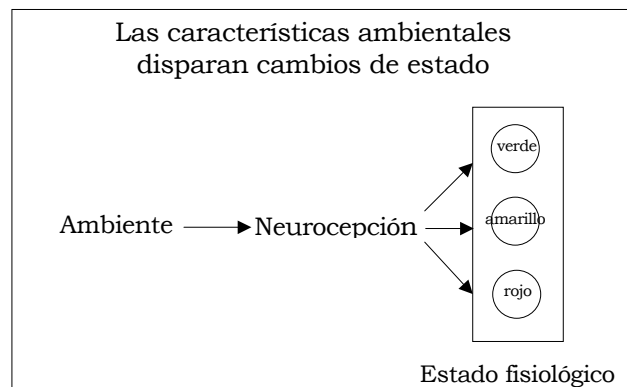 Las características ambientales
disparan cambios de estado
verde
Ambiente
Neurocepción
amarillo
rojo
Estado fisiológico